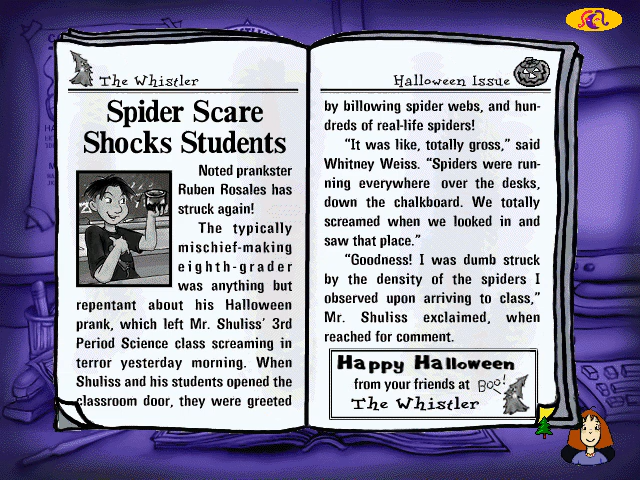 The Whistler
Spider Scare
Shocks Students
Noted prankster
Ruben Rosales has
struck again!
The typically
mischief-making
eighth-grader
was anything but
repentant about his Halloween
prank, which left Mr. Shuliss' 3rd
Period Science class screaming in
terror yesterday morning. When
Shuliss and his students opened the
classroom door, they were greeted
Halloween Issue
by billowing spider webs, and hun-
dreds of real-life spiders!
"It was like, totally gross," said
Whitney Weiss. "Spiders were run-
ning everywhere over the desks,
down the chalkboard. We totally
screamed when we looked in and
saw that place."
"Goodness! I was dumb struck
by the density of the spiders I
observed upon arriving to class,"
Mr. Shuliss exclaimed, when
reached for comment.
Happy Halloween
from your friends at
Boo!
The Whistler